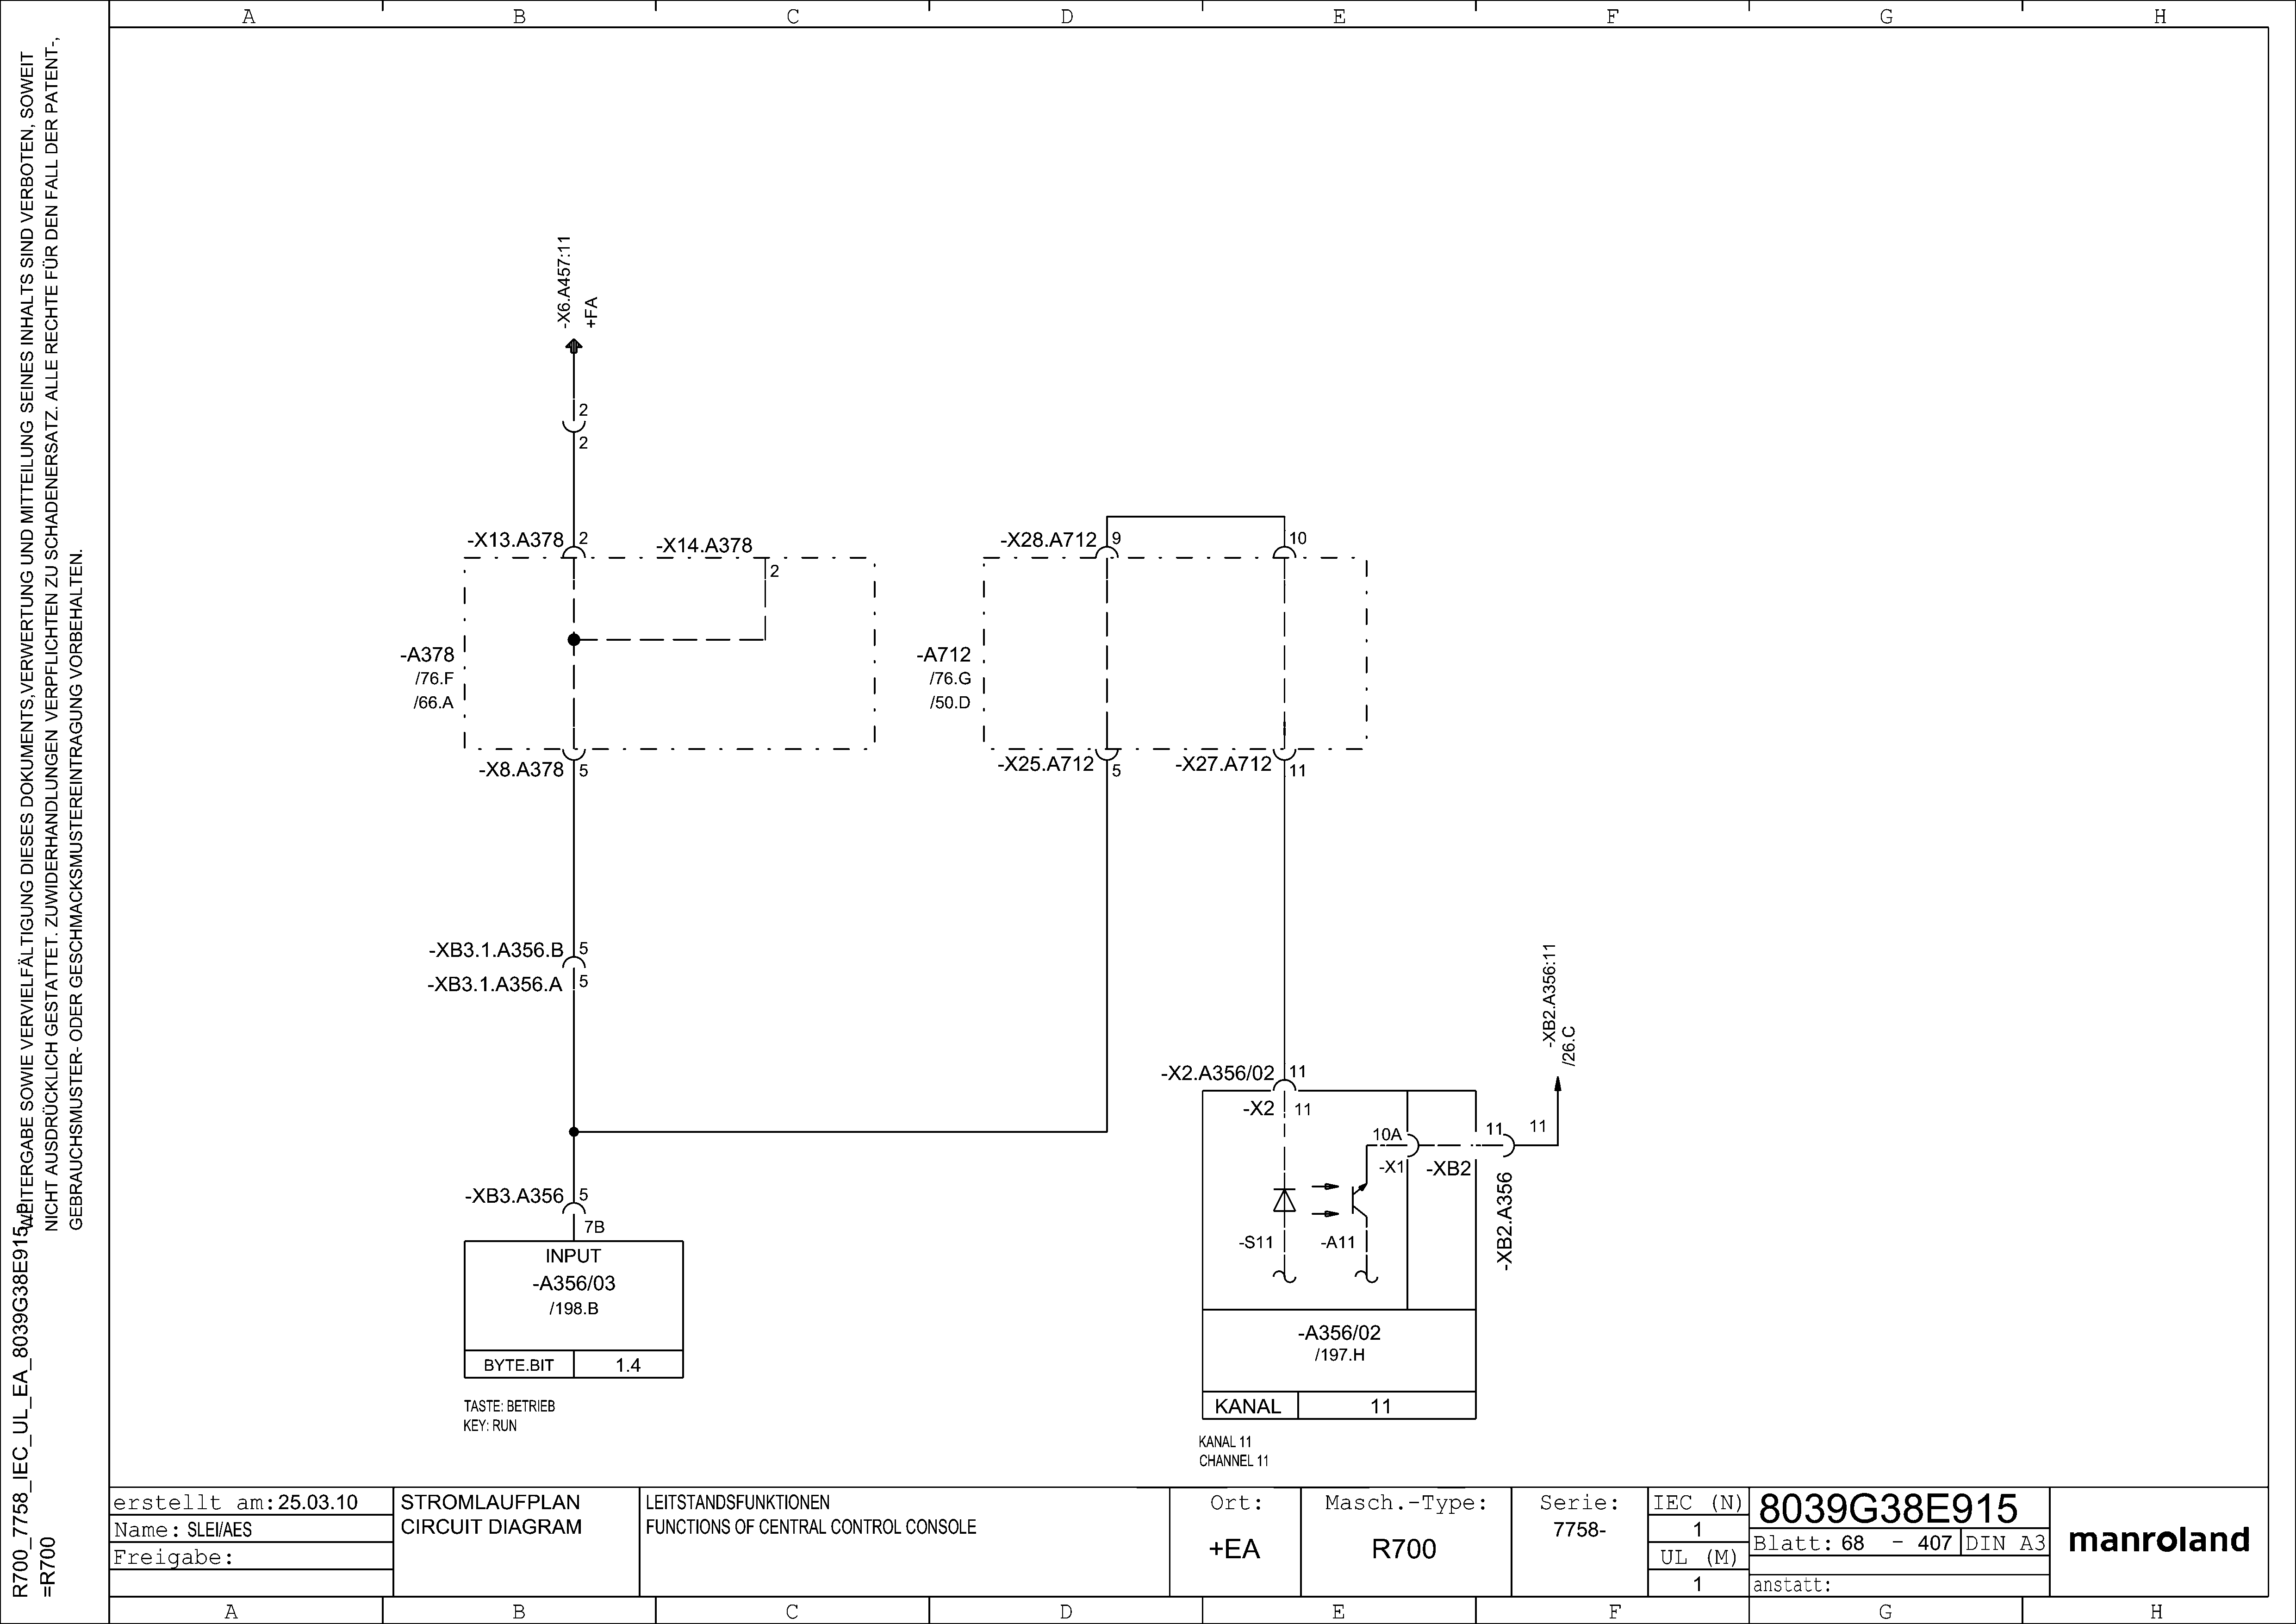 A B C D E F G H
WEITERGABE SOWIE VERVIELFÄLTIGUNG DIESES DOKUMENTS,VERWERTUNG UND MITTEILUNG SEINES INHALTS SIND VERBOTEN, SOWEIT
NICHT AUSDRÜCKLICH GESTATTET. ZUWIDERHANDLUNGEN VERPFLICHTEN ZU SCHADENERSATZ. ALLE RECHTE FÜR DEN FALL DER PATENT-,
GEBRAUCHSMUSTER- ODER GESCHMACKSMUSTEREINTRAGUNG VORBEHALTEN.
R700_7758_IEC_UL_EA_8039G38E915_D
=R700
-X6.A457:11
+FA
2
2
-X13.A378 2
-X14.A378
2
-X28.A712 9
10
-A378
/76.F
/66.A
-A712
/76.G
/50.D
-X8.A378 5
-X25.A712 5
-X27.A712 11
-XB3.1.A356.B 5
-XB3.1.A356.A 5
-XB2.A356:11
/26.C
-X2.A356/02 11
-X2 11
10A
11
11
-X1
-XB2
-XB2.A356
-XB3.A356 5
7B
-S11
-A11
INPUT
-A356/03
/198.B
BYTE.BIT 1.4
TASTE: BETRIEB
KEY: RUN
-A356/02
/197.H
KANAL 11
KANAL 11
CHANNEL 11
erstellt am: 25.03.10
Name: SLEI/AES
Freigabe:
STROMLAUFPLAN
CIRCUIT DIAGRAM
LEITSTANDSFUNKTIONEN
FUNCTIONS OF CENTRAL CONTROL CONSOLE
Ort:
+EA
Masch.-Type:
R700
Serie:
7758-
IEC (N)
1
UL (M)
1
8039G38E915
Blatt: 68 - 407 DIN A3
anstatt:
manroland
A B C D E F G H